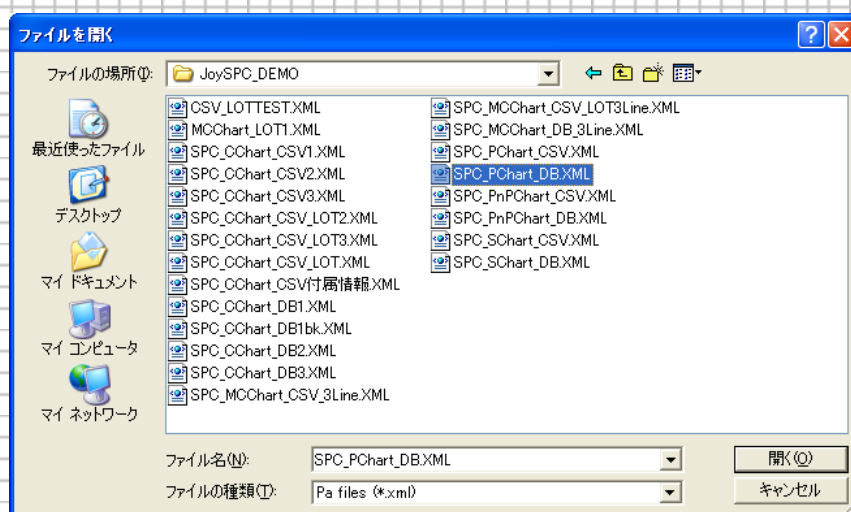 ファイルを開く
ファイルの場所(I):
JoySPC_DEMO
最近使ったファイル
デスクトップ
マイ ドキュメント
マイ コンピュータ
マイ ネットワーク
CSV_LOTTEST.XML
MCChart_LOT1.XML
SPC_CChart_CSV1.XML
SPC_CChart_CSV2.XML
SPC_CChart_CSV3.XML
SPC_CChart_CSV_LOT2.XML
SPC_CChart_CSV_LOT3.XML
SPC_CChart_CSV_LOT.XML
SPC_CChart_CSV付属情報.XML
SPC_CChart_DB1.XML
SPC_CChart_DB1bk.XML
SPC_CChart_DB2.XML
SPC_CChart_DB3.XML
SPC_MCChart_CSV_3Line.XML
SPC_MCChart_CSV_LOT3Line.XML
SPC_MCChart_DB_3Line.XML
SPC_PChart_CSV.XML
SPC_PChart_DB.XML
SPC_PnPChart_CSV.XML
SPC_PnPChart_DB.XML
SPC_SChart_CSV.XML
SPC_SChart_DB.XML
ファイル名(N):
SPC_PChart_DB.XML
開く(O)
ファイルの種類(T):
Pa files (*.xml)
キャンセル